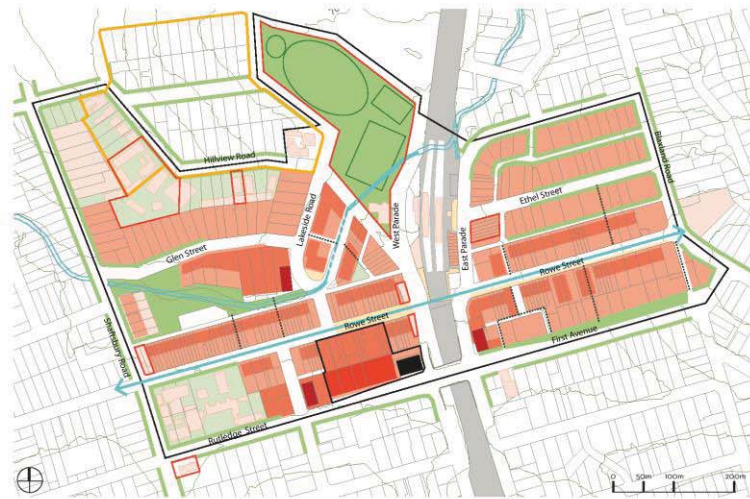 Hillview Road
Lakeside Road
West Parade
Glen Street
Shaftsbury Road
Rowe Street
Rutledge Street
East Parade
Ethel Street
Blaxland Road
Rowe Street
First Avenue
0 50m 100m 200m